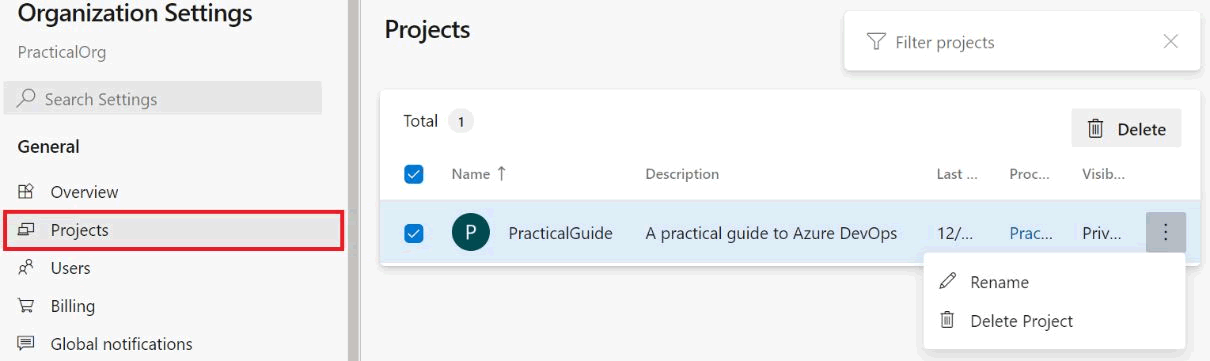 Organization Settings
PracticalOrg
Search Settings
General
Overview
Projects
Users
Billing
Global notifications
Projects
Filter projects
Total 1
Delete
Name ↑ Description Last ... Proc... Visib...
P PracticalGuide A practical guide to Azure DevOps 12/... Prac... Priv...
Rename
Delete Project